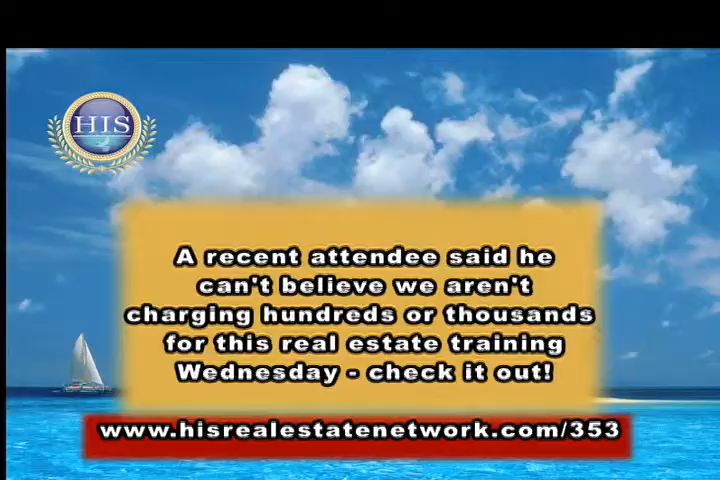 HIS
A recent attendee said he
can't believe we aren't
charging hundreds or thousands
for this real estate training
Wednesday - check it out!
www.hisrealestatenetwork.com/353